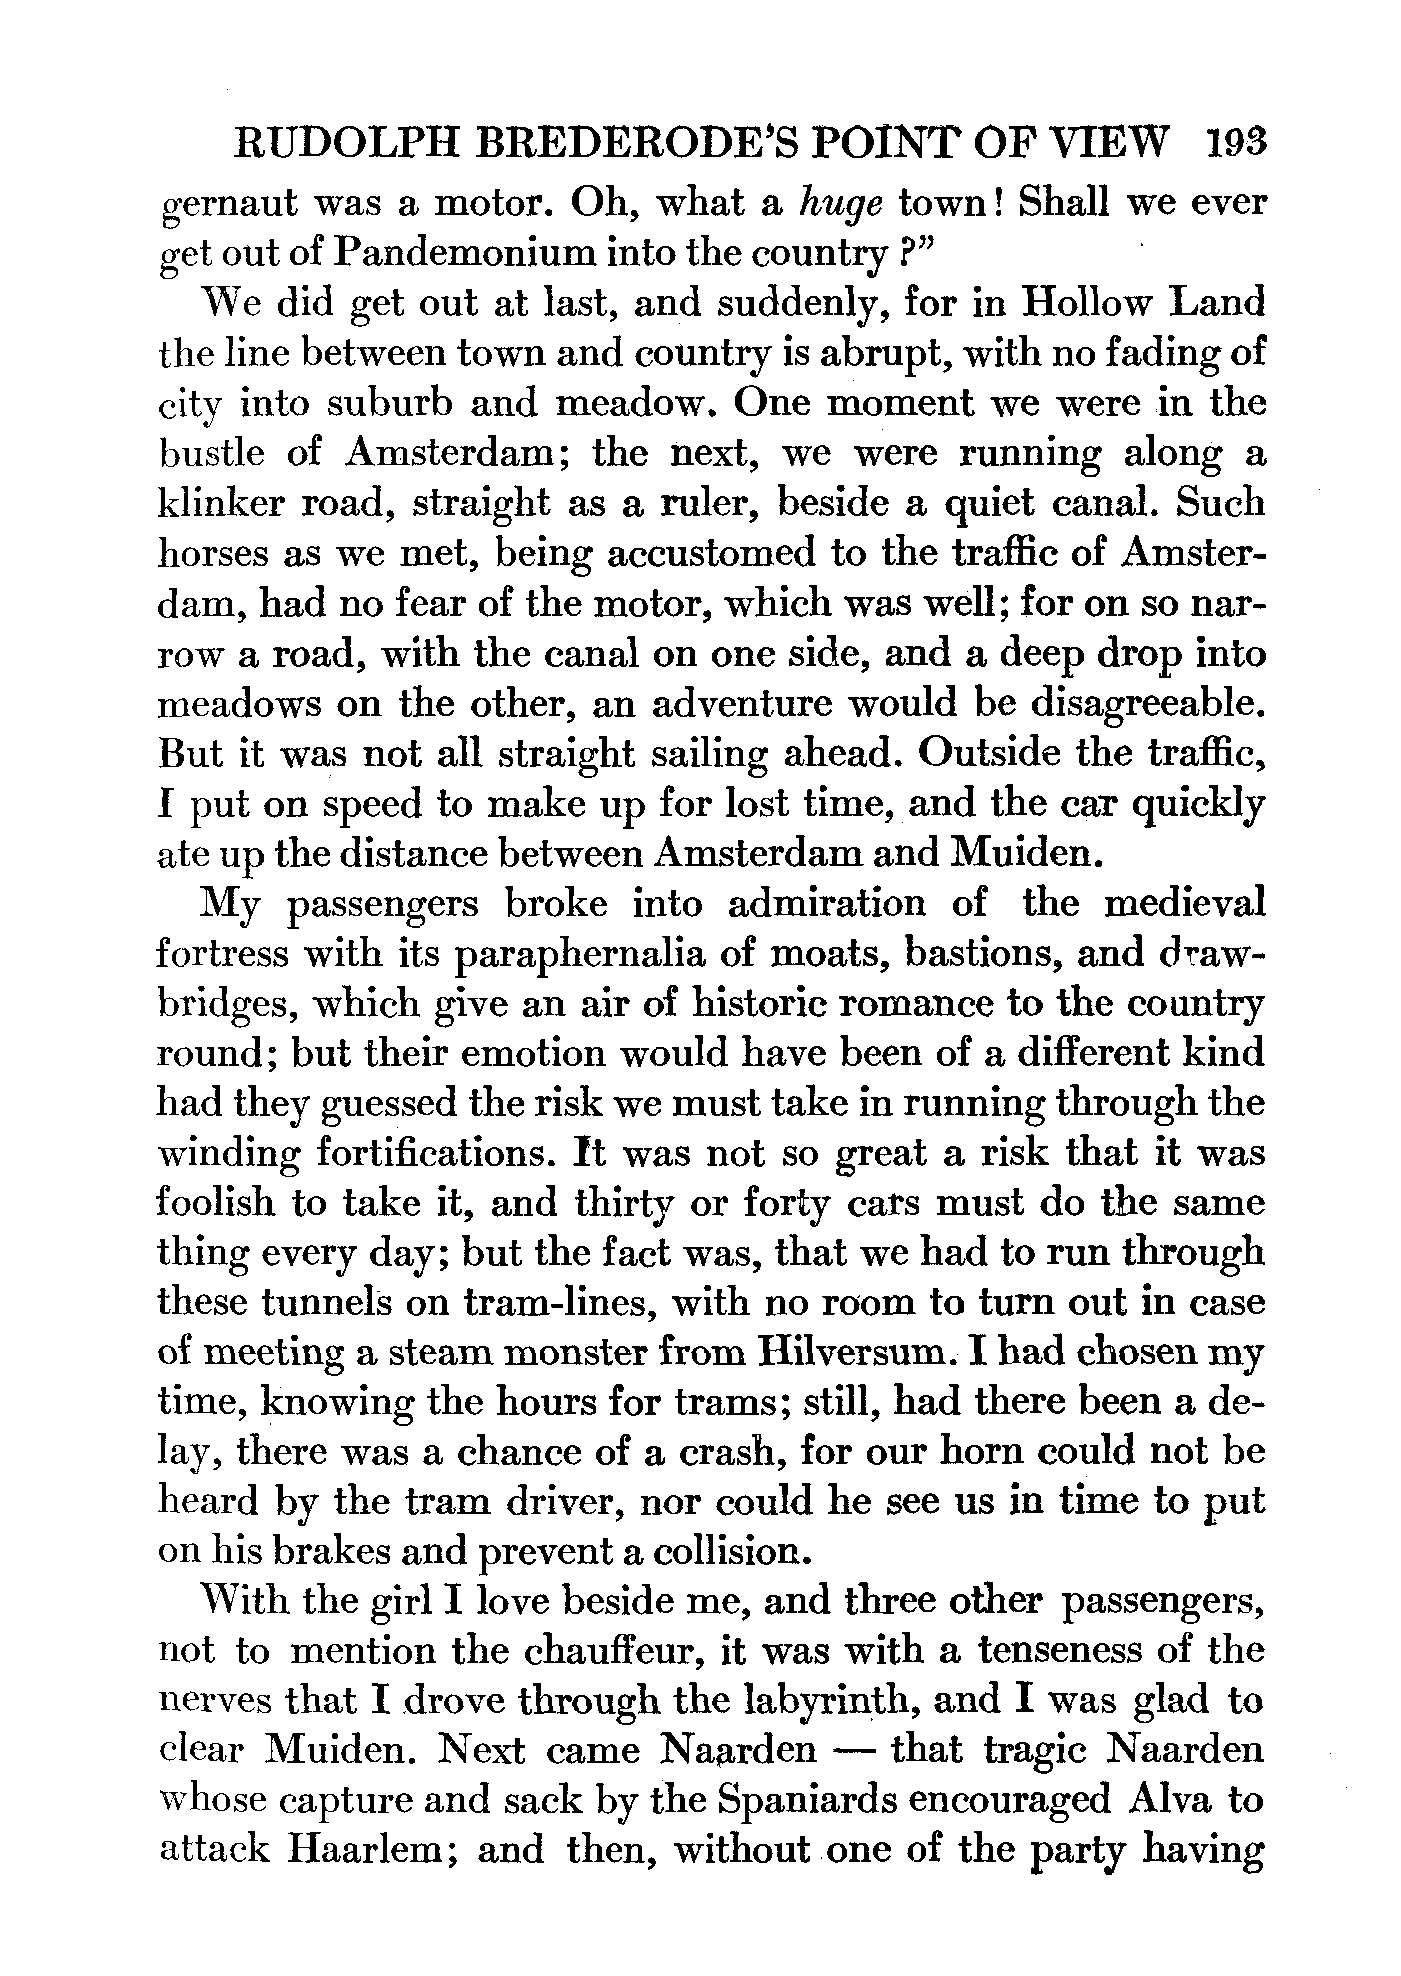 RUDOLPH BREDERODE'S POINT OF VIEW 193
gernaut was a motor. Oh, what a huge town! Shall we ever
get out of Pandemonium into the country?"
We did get out at last, and suddenly, for in Hollow Land
the line between town and country is abrupt, with no fading of
city into suburb and meadow. One moment we were in the
bustle of Amsterdam; the next, we were running along a
klinker road, straight as a ruler, beside a quiet canal. Such
horses as we met, being accustomed to the traffic of Amster-
dam, had no fear of the motor, which was well; for on so nar-
row a road, with the canal on one side, and a deep drop into
meadows on the other, an adventure would be disagreeable.
But it was not all straight sailing ahead. Outside the traffic,
I put on speed to make up for lost time, and the car quickly
ate up the distance between Amsterdam and Muiden.
My passengers broke into admiration of the medieval
fortress with its paraphernalia of moats, bastions, and draw-
bridges, which give an air of historic romance to the country
round; but their emotion would have been of a different kind
had they guessed the risk we must take in running through the
winding fortifications. It was not so great a risk that it was
foolish to take it, and thirty or forty cars must do the same
thing every day; but the fact was, that we had to run through
these tunnels on tram-lines, with no room to turn out in case
of meeting a steam monster from Hilversum. I had chosen my
time, knowing the hours for trams; still, had there been a de-
lay, there was a chance of a crash, for our horn could not be
heard by the tram driver, nor could he see us in time to put
on his brakes and prevent a collision.
With the girl I love beside me, and three other passengers,
not to mention the chauffeur, it was with a tenseness of the
nerves that I drove through the labyrinth, and I was glad to
clear Muiden. Next came Naarden — that tragic Naarden
whose capture and sack by the Spaniards encouraged Alva to
attack Haarlem; and then, without one of the party having